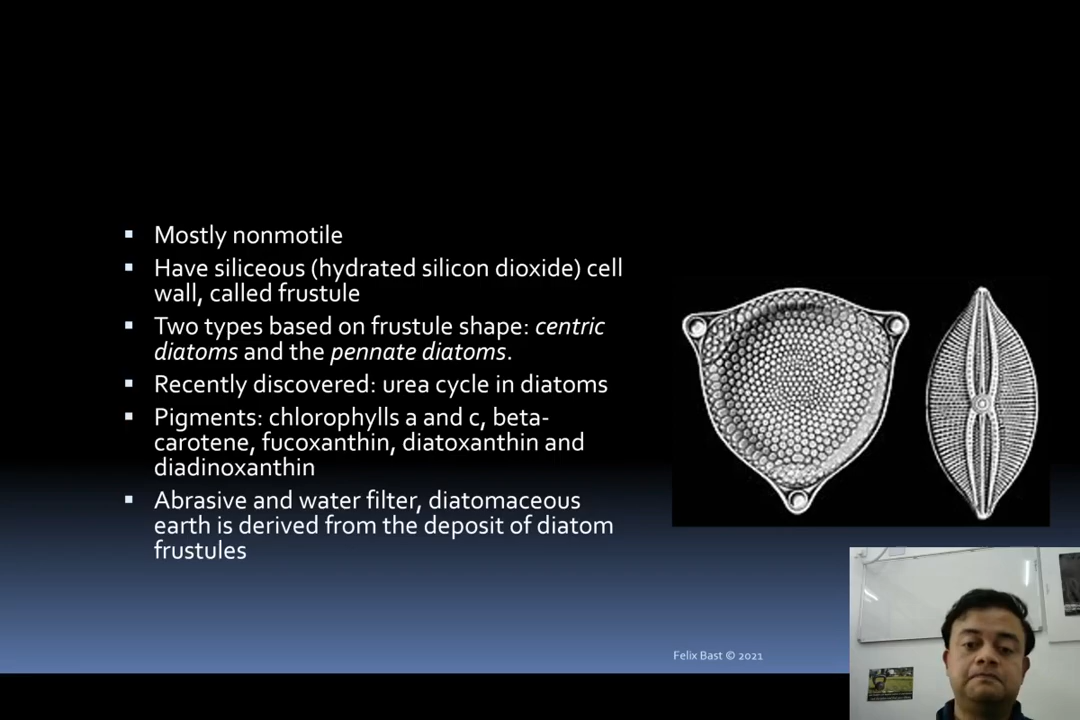 ▪ Mostly nonmotile
▪ Have siliceous (hydrated silicon dioxide) cell
wall, called frustule
▪ Two types based on frustule shape: centric
diatoms and the pennate diatoms.
▪ Recently discovered: urea cycle in diatoms
▪ Pigments: chlorophylls a and c, beta-
carotene, fucoxanthin, diatoxanthin and
diadinoxanthin
▪ Abrasive and water filter, diatomaceous
earth is derived from the deposit of diatom
frustules
Felix Bast © 2021